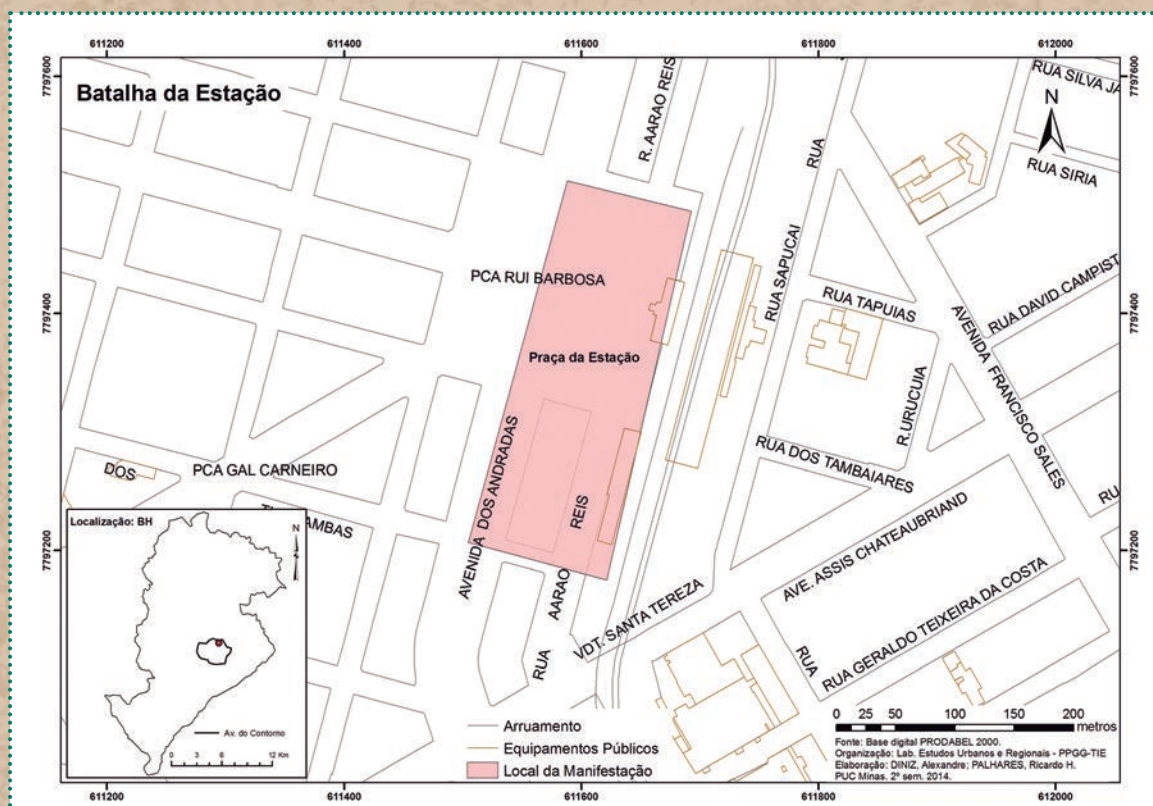 611200 611400 611600 611800 612000
7797600 7797600
Batalha da Estação
R. AARAO REIS
RUA
RUA SILVA JA
N
RUA SIRIA
PCA RUI BARBOSA
RUA SAPUCAI
7797400 7797400
RUA TAPUIAS
RUA DAVID CAMPIST
AVENIDA FRANCISCO SALES
Praça da Estação
R. URUCUIA
AVENIDA DOS ANDRADAS
RUA DOS TAMBAIARES
DOS
PCA GAL CARNEIRO
REIS
RU
AMBAS
7797200 7797200
AVE. ASSIS CHATEAUBRIAND
AARAO
VDT. SANTA TEREZA
RUA GERALDO TEIXEIRA DA COSTA
RUA
RUA
Localização: BH
N
Av. do Contorno
0 3 6 12 Km
Arruamento
Equipamentos Públicos
Local da Manifestação
0 25 50 100 150 200
metros
Fonte: Base digital PRODABEL 2000.
Organização: Lab. Estudos Urbanos e Regionais - PPGG-TIE
Elaboração: DINIZ, Alexandre; PALHARES, Ricardo H.
PUC Minas. 2º sem. 2014.
611200 611400 611600 611800 612000